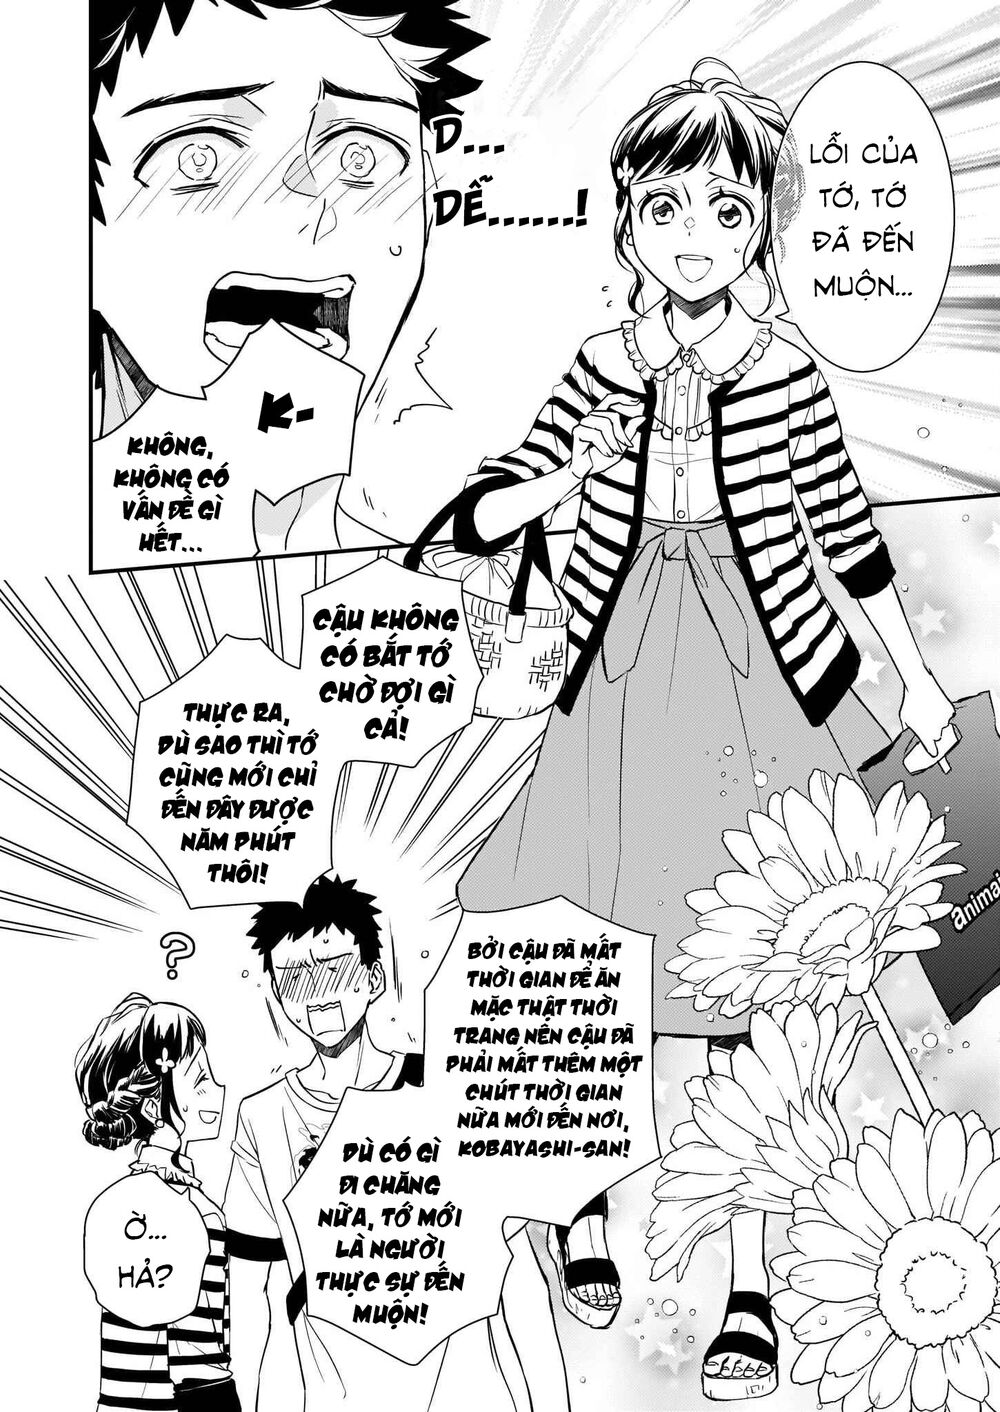 LỖI CỦA
TỚ, TỚ
ĐÃ ĐẾN
MUỘN...
D...
DỄ.......!
K-
KHÔNG,
KHÔNG CÓ
VẤN ĐỀ GÌ
HẾT...
CẬU KHÔNG
CÓ BẮT TỚ
CHỜ ĐỢI GÌ
CẢ!
THỰC RA,
DÙ SAO THÌ TỚ
CŨNG MỚI CHỈ
ĐẾN ĐÂY ĐƯỢC
NĂM PHÚT
THÔI!
animat
BỞI CẬU ĐÃ MẤT
THỜI GIAN ĐỂ ĂN
MẶC THẬT THỜI
TRANG NÊN CẬU ĐÃ
PHẢI MẤT THÊM MỘT
CHÚT THỜI GIAN
NỮA MỚI ĐẾN NƠI,
KOBAYASHI-SAN!
DÙ CÓ GÌ
ĐI CHĂNG
NỮA, TỚ MỚI
LÀ NGƯỜI
THỰC SỰ ĐẾN
MUỘN!
?
Ờ...
HẢ?